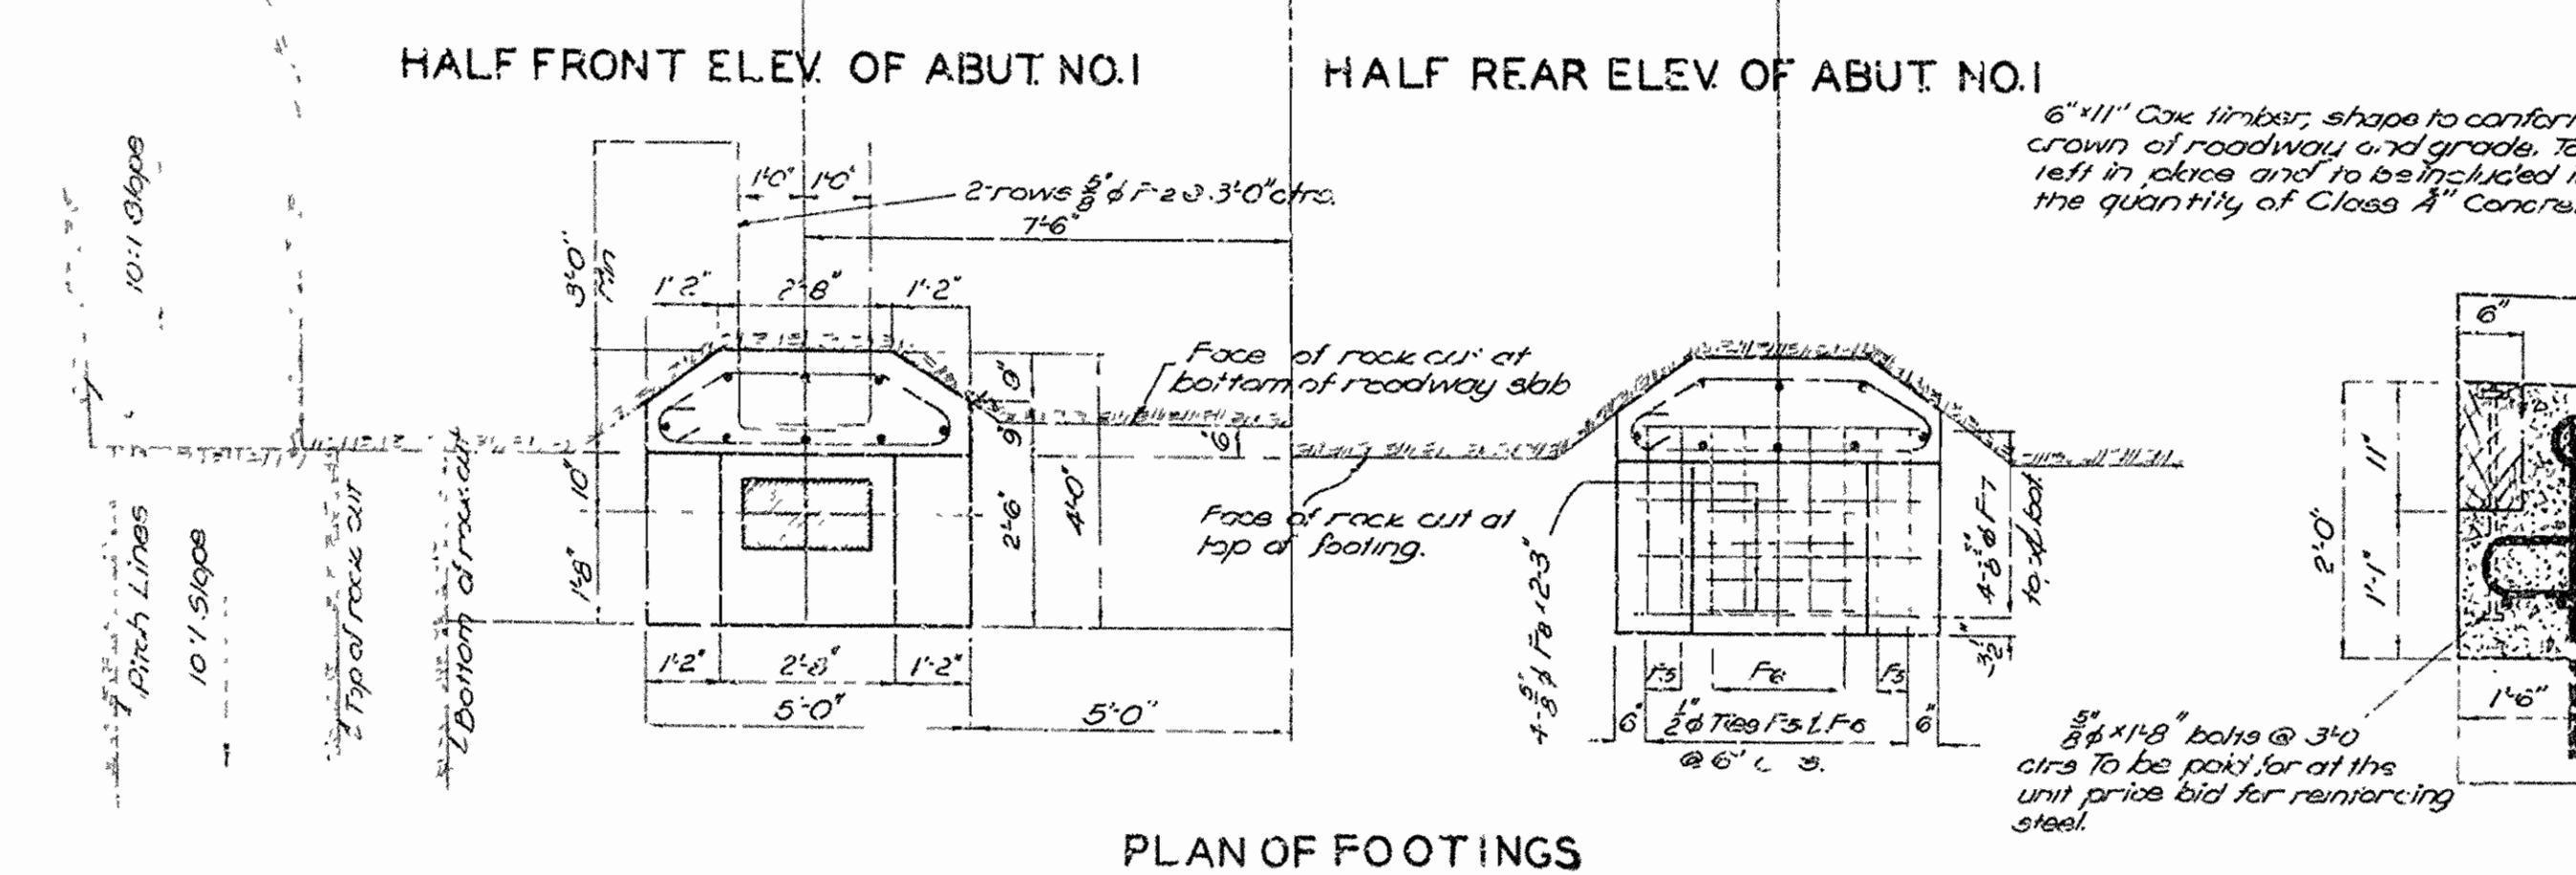 HALF FRONT ELEV. OF ABUT. NO.1
HALF REAR ELEV. OF ABUT. NO.1
6"x11" Oak timber, shape to conform
crown of roadway and grade. To
left in place and to be included
the quantity of Class "A" Concre
10:1 Slope
1'-0" 1'-0"
2-rows 5/8" ϕ F-2 @ 3'-0" ctrs.
7'-6"
3'-0"
Min
1'-2" 2'-8" 1'-2"
Face of rock cut at
bottom of roadway slab
9"
9"
6"
2'-6"
4'-0"
10"
1'-8"
Face of rock cut at
top of footing.
Pitch Lines
10:1 Slope
Top of rock cut
Bottom of rock cut
1'-2" 2'-8" 1'-2"
5'-0" 5'-0"
4-5/8" ϕ F8 x 2'-3"
4-5/8" ϕ F-7
3 1/2"
F5 F6 F5
6" 1/2" ϕ Ties F-5 & F-6 6"
@ 6"
6"
11"
2'-0"
1'-1"
1'-6"
5/8" ϕ x 1'-8" bolts @ 3'-0
ctrs To be paid for at the
unit price bid for reinforcing
steel.
PLAN OF FOOTINGS